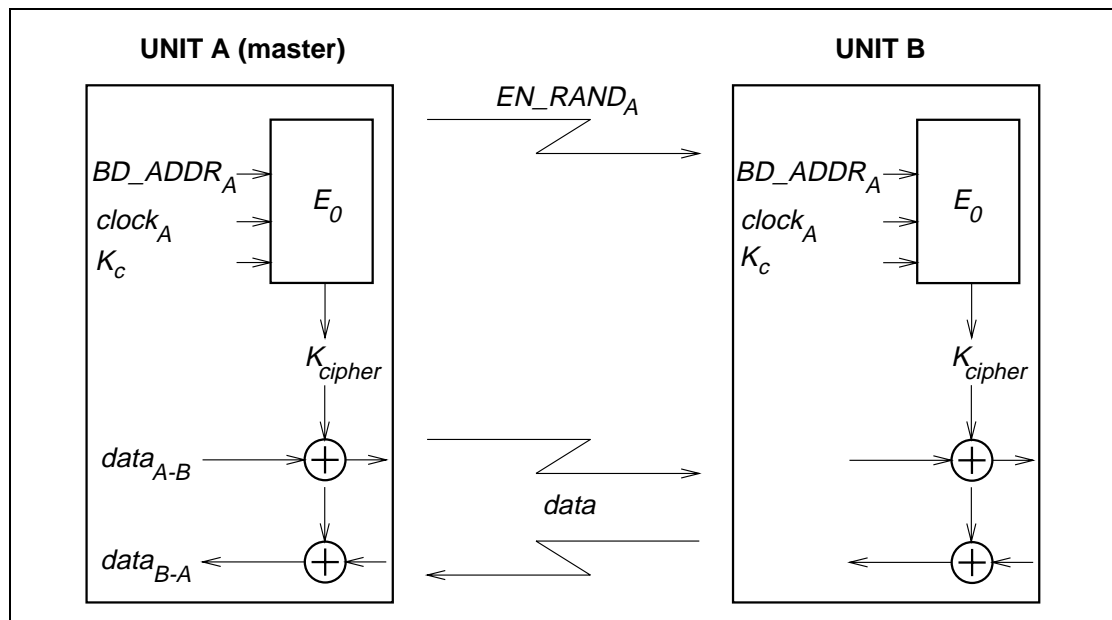 UNIT A (master)
UNIT B
EN_RAND_A
BD_ADDR_A
clock_A
K_c
E_0
BD_ADDR_A
clock_A
K_c
E_0
K_cipher
K_cipher
data_A-B
data
data_B-A